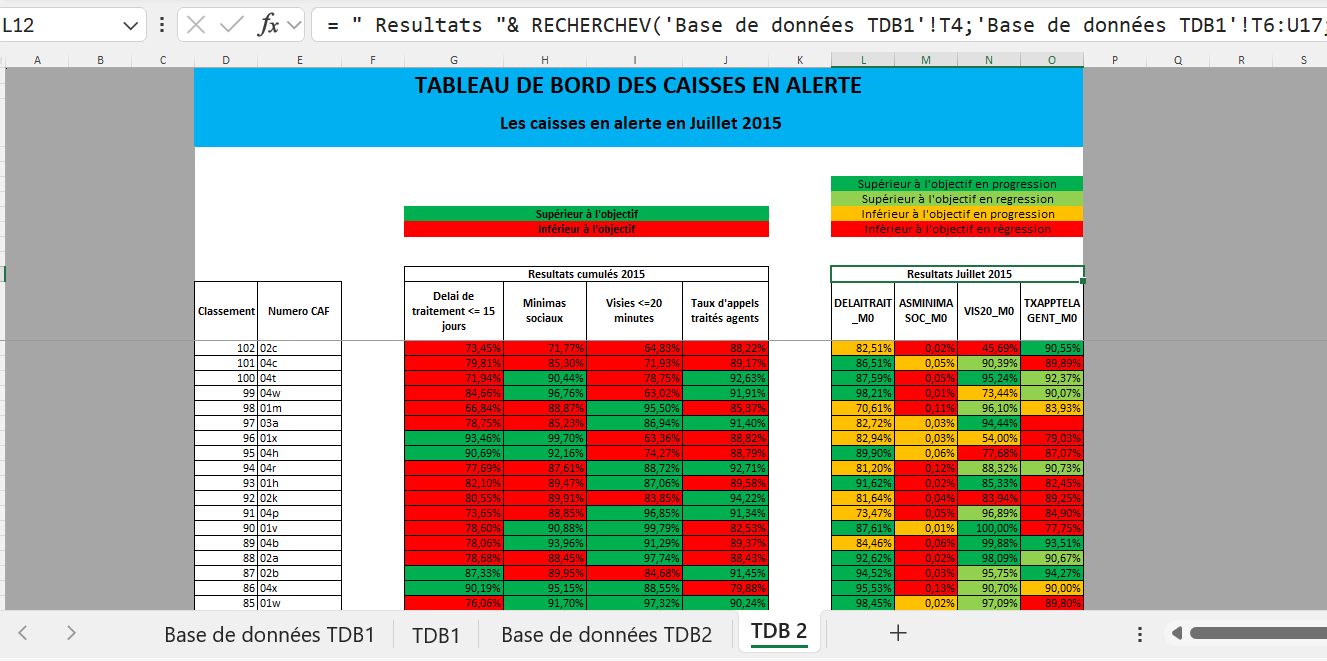 L12 fx = " Resultats "& RECHERCHEV('Base de données TDB1'!T4;'Base de données TDB1'!T6:U17;
A B C D E F G H I J K L M N O P Q R S
TABLEAU DE BORD DES CAISSES EN ALERTE
Les caisses en alerte en Juillet 2015
Supérieur à l'objectif en progression
Supérieur à l'objectif en regression
Supérieur à l'objectif Inférieur à l'objectif en progression
Inférieur à l'objectif Inférieur à l'objectif en régression
Resultats cumulés 2015 Resultats Juillet 2015
Classement Numero CAF Delai de traitement <= 15 jours Minimas sociaux Visies <=20 minutes Taux d'appels traités agents DELAITRAIT_M0 ASMINIMASOC_M0 VIS20_M0 TXAPPTELAGENT_M0
102 02c 73,45% 71,77% 64,83% 88,22% 82,51% 0,02% 45,69% 90,55%
101 04c 79,81% 85,30% 71,93% 89,17% 86,51% 0,05% 90,39% 89,89%
100 04t 71,94% 90,44% 78,75% 92,63% 87,59% 0,05% 95,24% 92,37%
99 04w 84,66% 96,76% 63,02% 91,91% 98,21% 0,01% 73,44% 90,07%
98 01m 66,84% 88,87% 95,50% 85,37% 70,61% 0,11% 96,10% 83,93%
97 03a 78,75% 85,23% 86,94% 91,40% 82,72% 0,03% 94,44%
96 01x 93,46% 99,70% 63,36% 88,82% 82,94% 0,03% 54,00% 79,03%
95 04h 90,69% 92,16% 74,27% 88,79% 89,90% 0,06% 77,68% 87,07%
94 04r 77,69% 87,61% 88,72% 92,71% 81,20% 0,12% 88,32% 90,73%
93 01h 82,10% 89,47% 87,06% 89,58% 91,62% 0,02% 85,33% 82,45%
92 02k 80,55% 89,91% 83,85% 94,22% 81,64% 0,04% 83,94% 89,25%
91 04p 73,65% 88,85% 96,85% 91,34% 73,47% 0,05% 96,89% 84,90%
90 01v 78,60% 90,88% 99,79% 82,53% 87,61% 0,01% 100,00% 77,75%
89 04b 78,06% 93,96% 91,29% 89,37% 84,46% 0,06% 99,88% 93,51%
88 02a 78,68% 88,45% 97,74% 88,43% 92,62% 0,02% 98,09% 90,67%
87 02b 87,33% 89,95% 84,68% 91,45% 94,52% 0,03% 95,75% 94,27%
86 04x 90,19% 95,15% 88,55% 79,88% 95,53% 0,13% 90,70% 90,00%
85 01w 76,06% 91,70% 97,32% 90,24% 98,45% 0,02% 97,09% 89,80%
Base de données TDB1 TDB1 Base de données TDB2 TDB 2